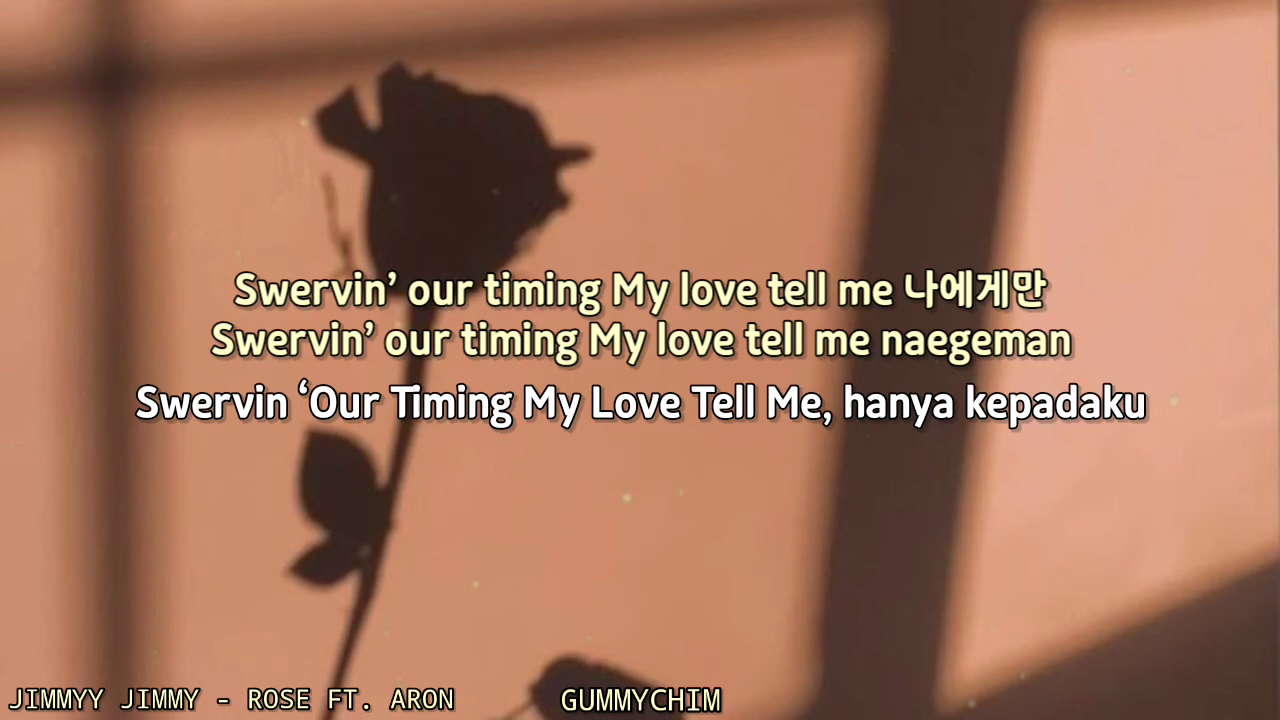 Swervin’ our timing My love tell me 나에게만
Swervin’ our timing My love tell me naegeman
Swervin ‘Our Timing My Love Tell Me, hanya kepadaku
JIMMYY JIMMY - ROSE FT. ARON
GUMMYCHIM